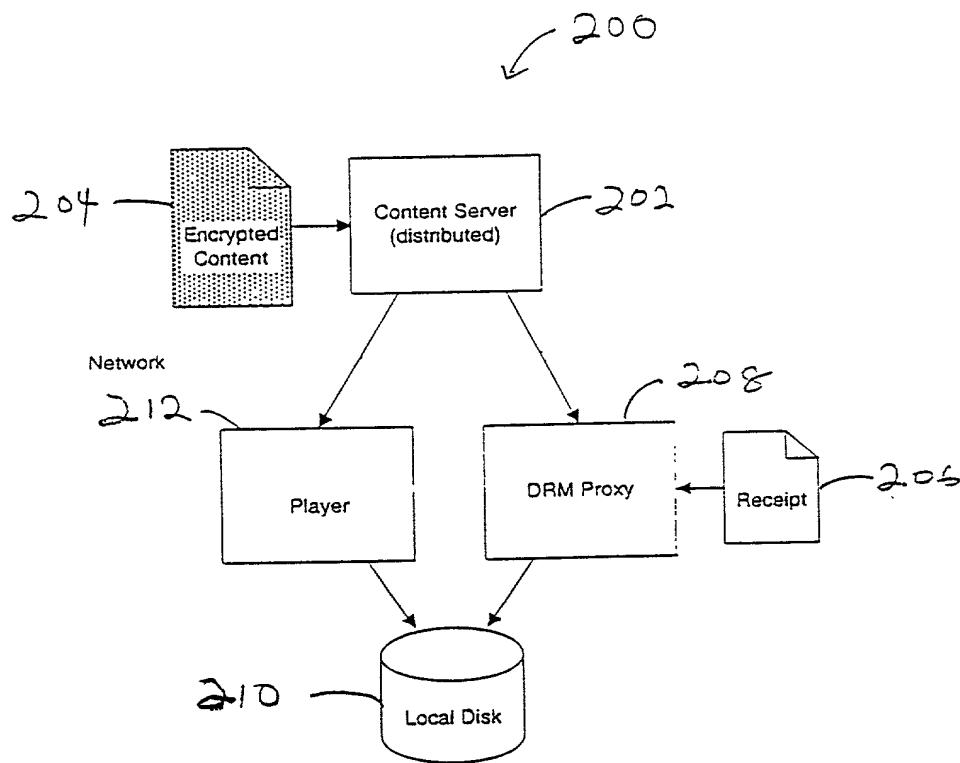 200
204
Encrypted
Content
Content Server
(distributed)
202
Network
212
Player
208
DRM Proxy
Receipt
206
210
Local Disk